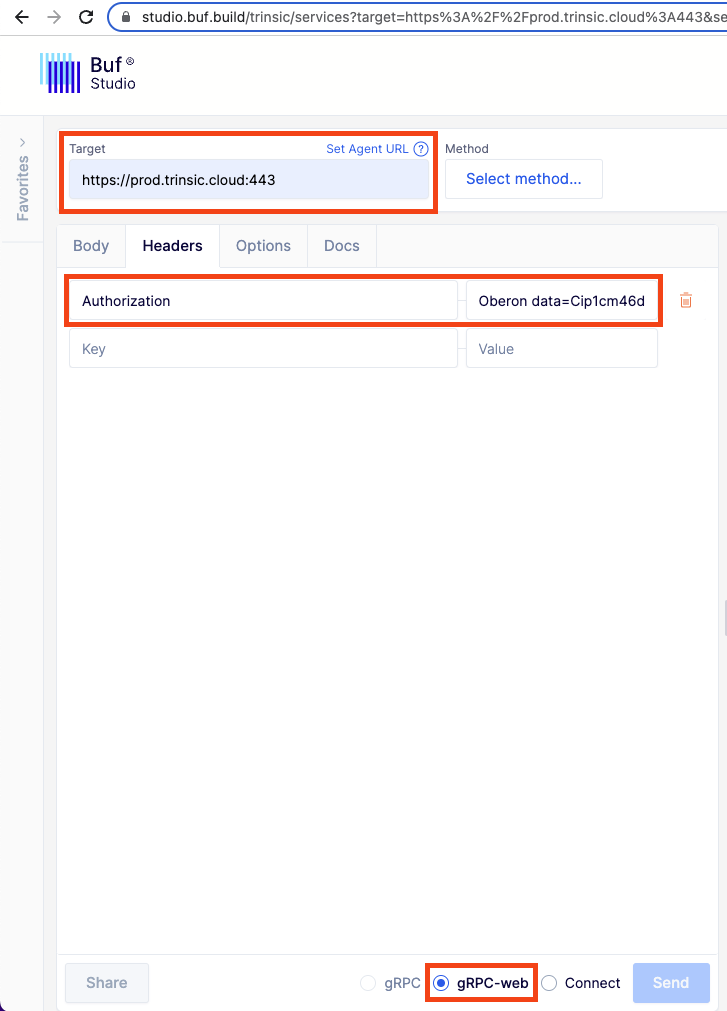 studio.buf.build/trinsic/services?target=https%3A%2F%2Fprod.trinsic.cloud%3A443&se
Buf ®
Studio
Favorites
Target
Set Agent URL ?
Method
https://prod.trinsic.cloud:443
Select method...
Body
Headers
Options
Docs
Authorization
Oberon data=Cip1cm46d
Key
Value
Share
gRPC
gRPC-web
Connect
Send